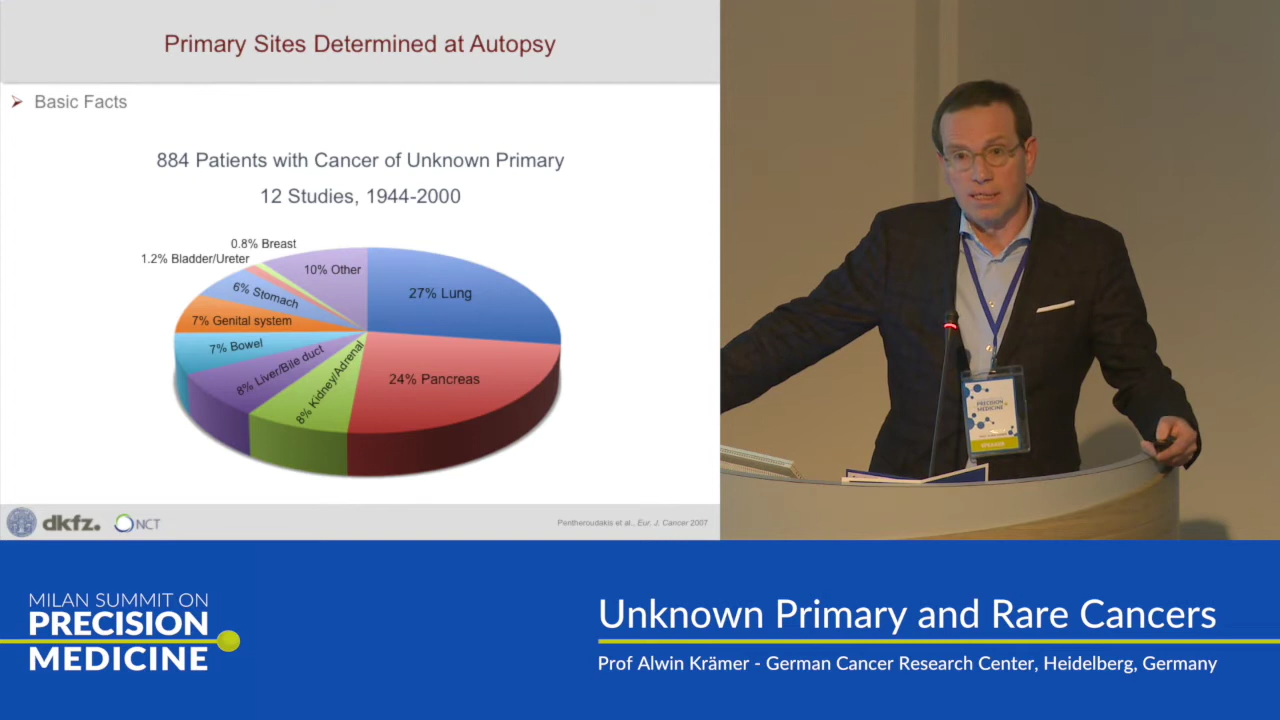 Primary Sites Determined at Autopsy
Basic Facts
884 Patients with Cancer of Unknown Primary
12 Studies, 1944-2000
0.8% Breast
1.2% Bladder/Ureter
10% Other
6% Stomach
27% Lung
7% Genital system
7% Bowel
8% Liver/Bile duct
8% Kidney/Adrenal
24% Pancreas
dkfz.
NCT
Pentheroudakis et al., Eur. J. Cancer 2007
PRECISION
MEDICINE
SPEAKER
MILAN SUMMIT ON
PRECISION
MEDICINE
Unknown Primary and Rare Cancers
Prof Alwin Krämer - German Cancer Research Center, Heidelberg, Germany